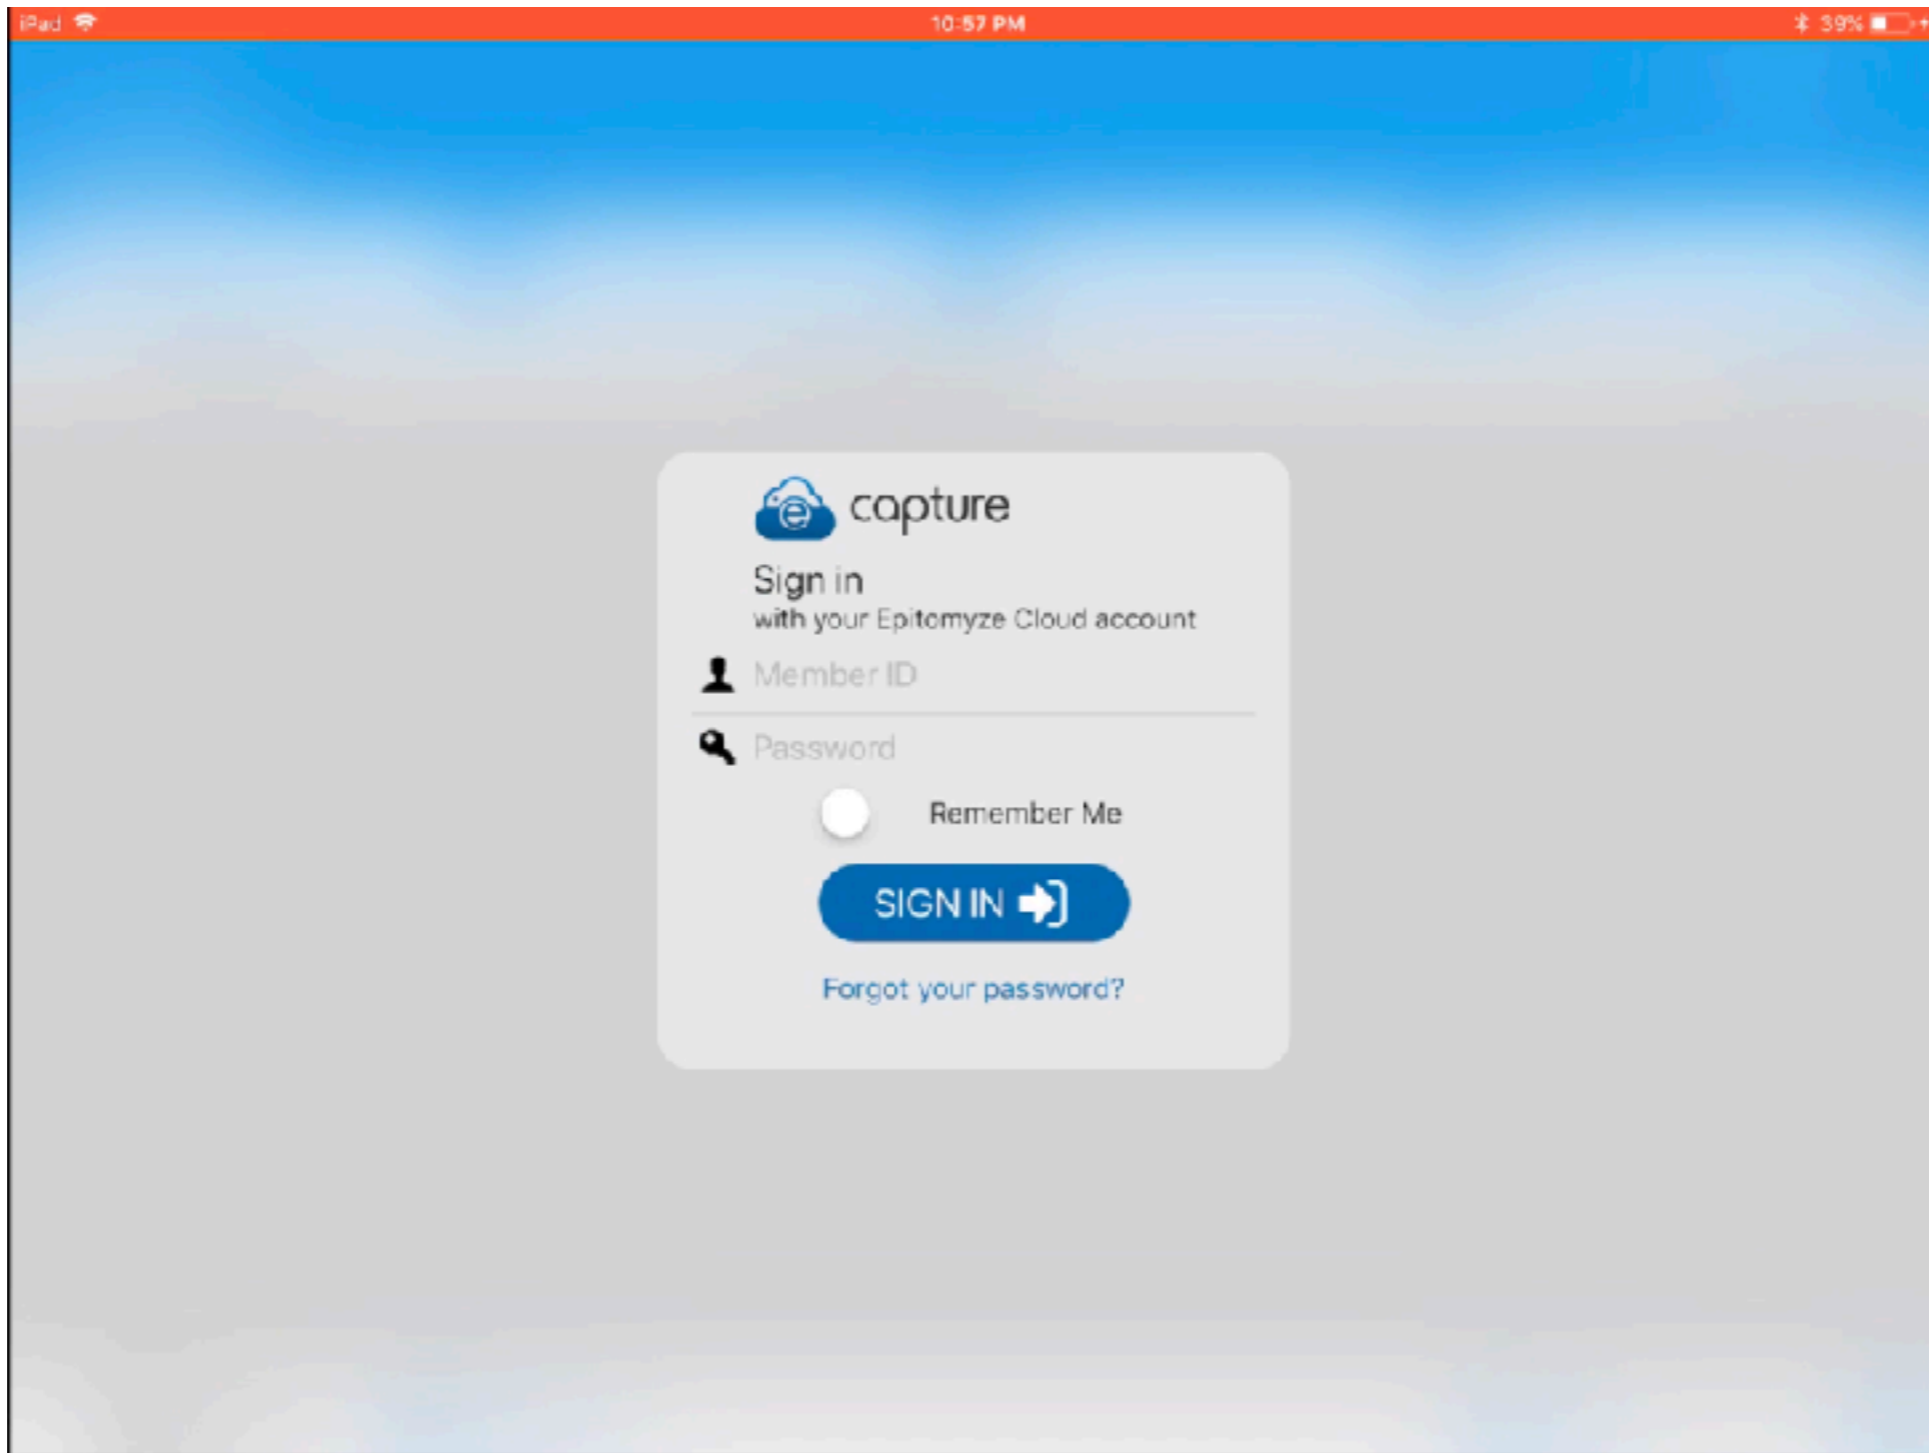 iPad
10:57 PM
39%
e capture
Sign in
with your Epitomyze Cloud account
Member ID
Password
Remember Me
SIGN IN
Forgot your password?